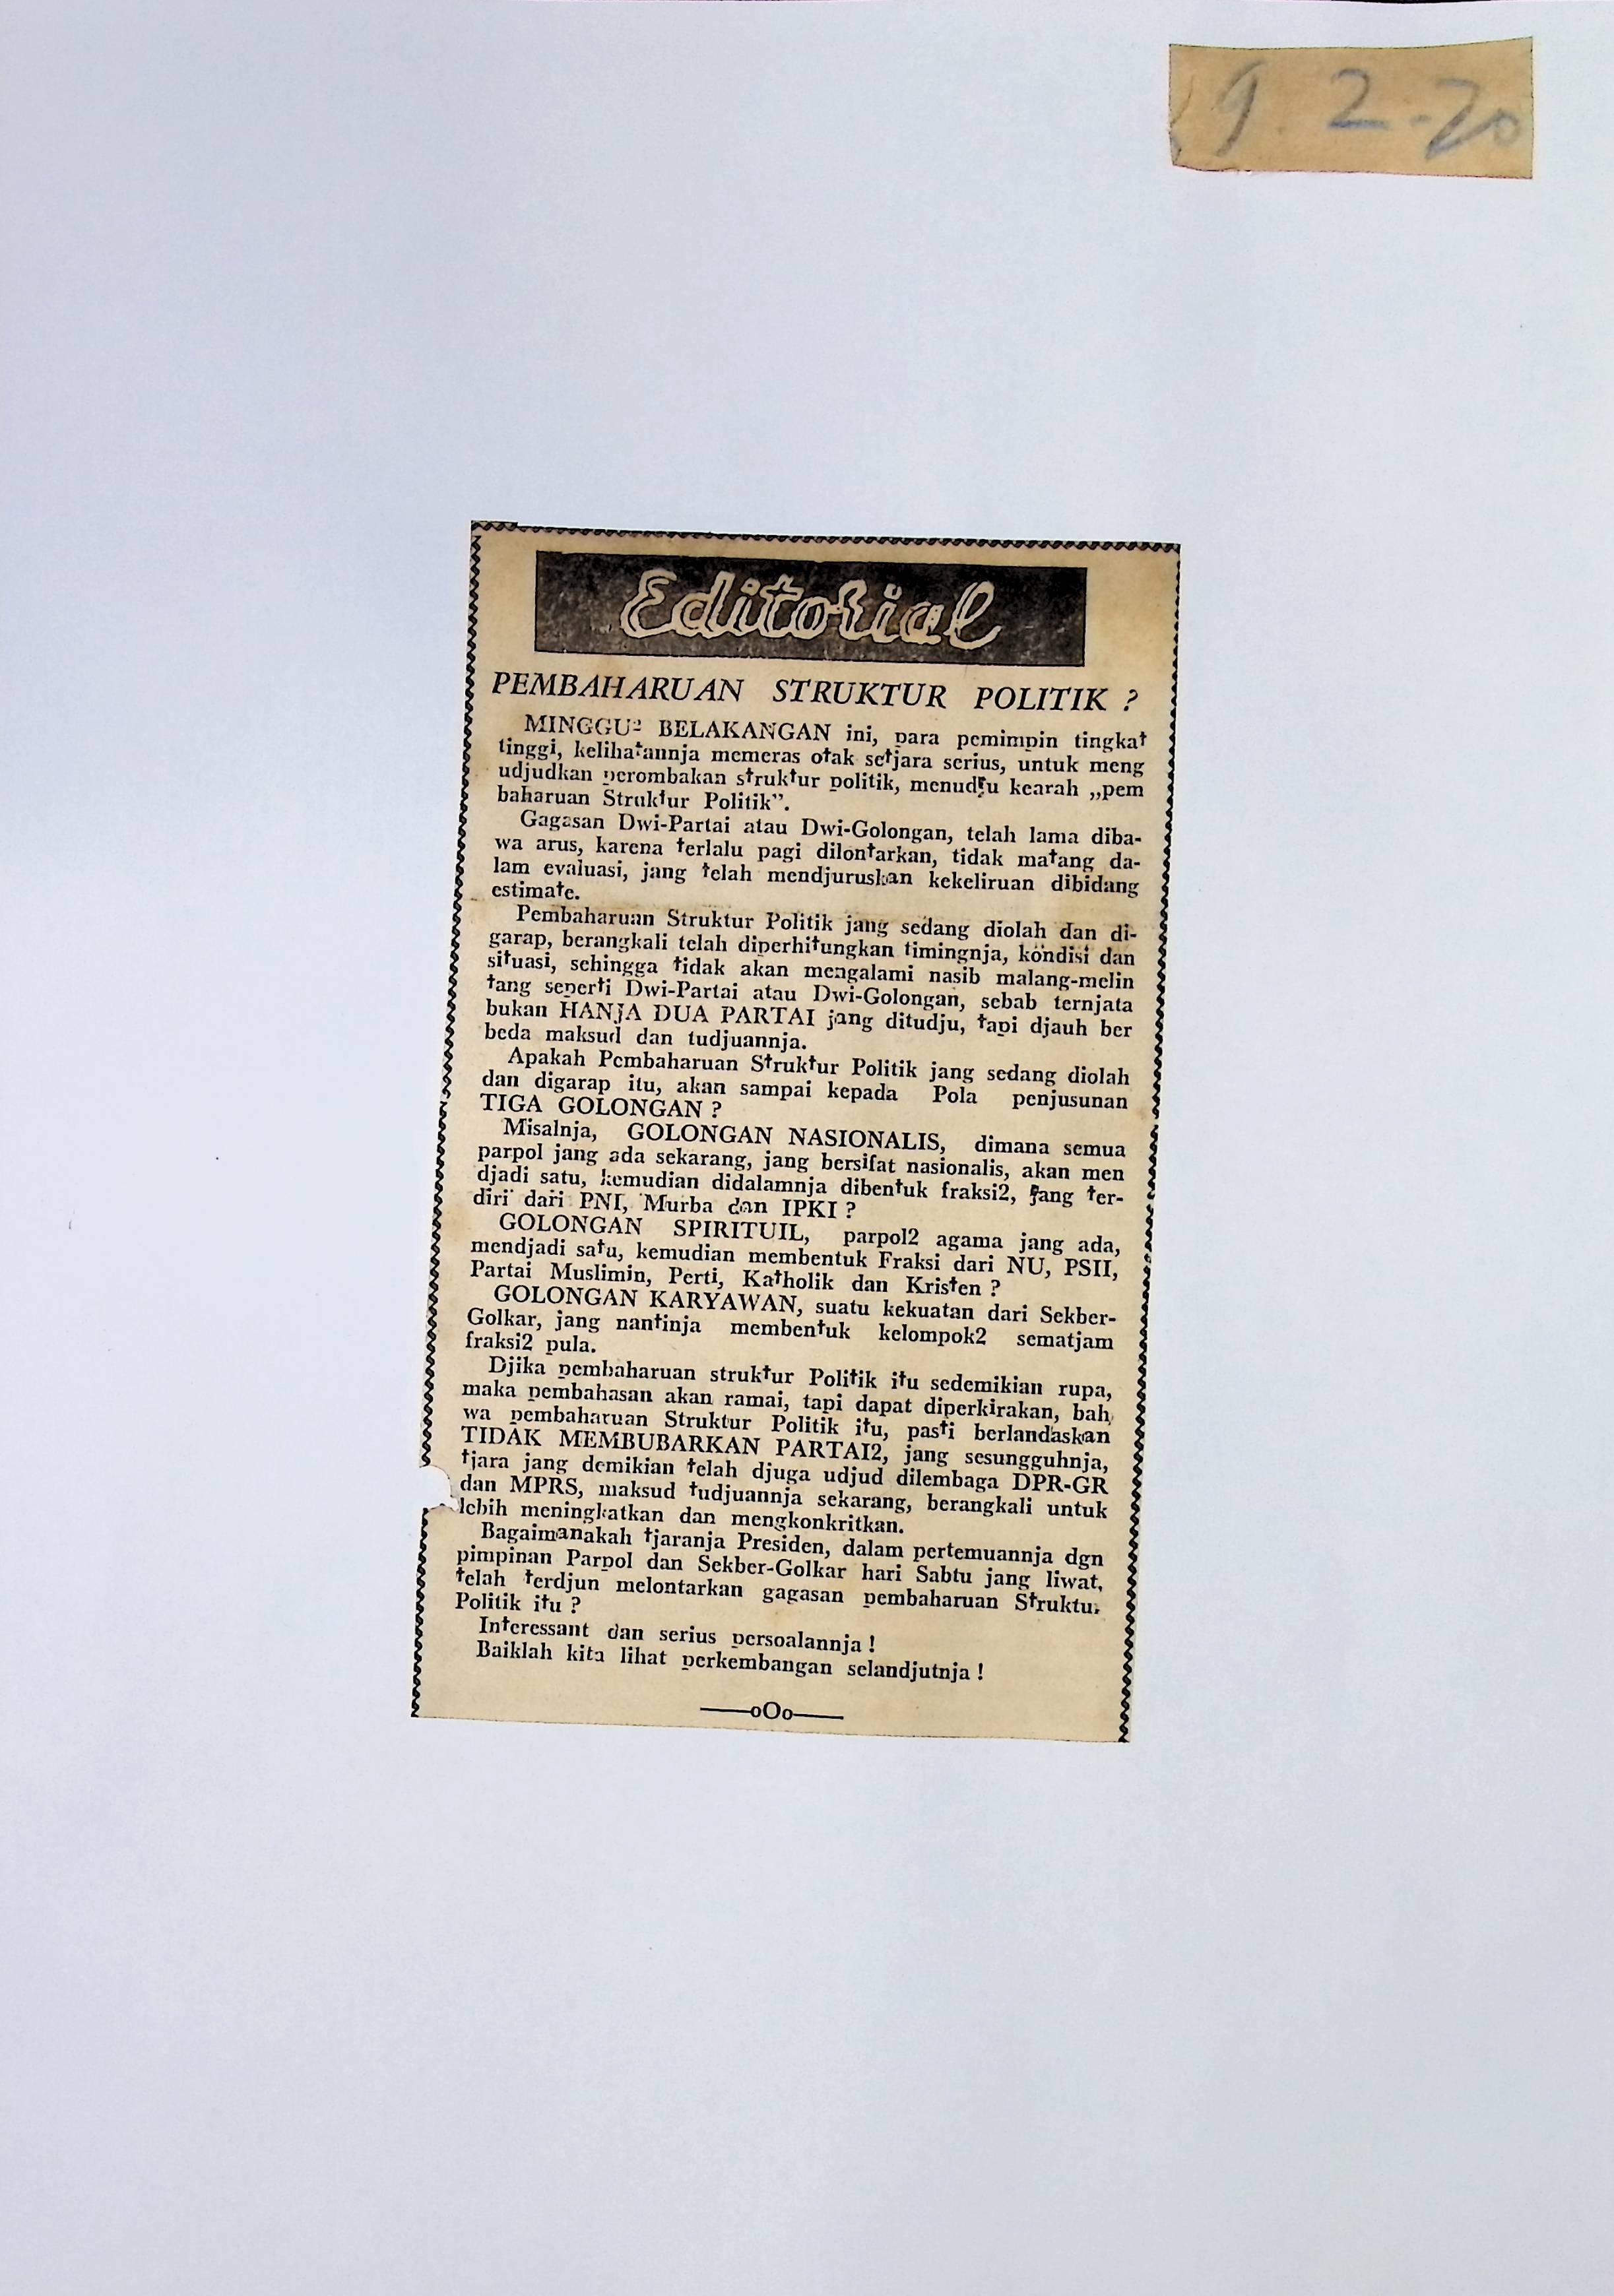 9. 2-70
Editorial
PEMBAHARUAN STRUKTUR POLITIK ?
MINGGU² BELAKANGAN ini, para pemimpin tingkat
tinggi, kelihatannja memeras otak setjara serius, untuk meng
udjudkan perombakan struktur politik, menudju kearah „pem
baharuan Struktur Politik”.
Gagasan Dwi-Partai atau Dwi-Golongan, telah lama diba-
wa arus, karena terlalu pagi dilontarkan, tidak matang da-
lam evaluasi, jang telah mendjuruskan kekeliruan dibidang
estimate.
Pembaharuan Struktur Politik jang sedang diolah dan di-
garap, berangkali telah diperhitungkan timingnja, kondisi dan
situasi, sehingga tidak akan mengalami nasib malang-melin
tang seperti Dwi-Partai atau Dwi-Golongan, sebab ternjata
bukan HANJA DUA PARTAI jang ditudju, tapi djauh ber
beda maksud dan tudjuannja.
Apakah Pembaharuan Struktur Politik jang sedang diolah
dan digarap itu, akan sampai kepada Pola penjusunan
TIGA GOLONGAN ?
Misalnja, GOLONGAN NASIONALIS, dimana semua
parpol jang ada sekarang, jang bersifat nasionalis, akan men
djadi satu, kemudian didalamnja dibentuk fraksi2, jang ter-
diri dari PNI, Murba dan IPKI ?
GOLONGAN SPIRITUIL, parpol2 agama jang ada,
mendjadi satu, kemudian membentuk Fraksi dari NU, PSII,
Partai Muslimin, Perti, Katholik dan Kristen ?
GOLONGAN KARYAWAN, suatu kekuatan dari Sekber-
Golkar, jang nantinja membentuk kelompok2 sematjam
fraksi2 pula.
Djika pembaharuan struktur Politik itu sedemikian rupa,
maka pembahasan akan ramai, tapi dapat diperkirakan, bah
wa pembaharuan Struktur Politik itu, pasti berlandaskan
TIDAK MEMBUBARKAN PARTAI2, jang sesungguhnja,
tjara jang demikian telah djuga udjud dilembaga DPR-GR
dan MPRS, maksud tudjuannja sekarang, berangkali untuk
lebih meningkatkan dan mengkonkritkan.
Bagaimanakah tjaranja Presiden, dalam pertemuannja dgn
pimpinan Parpol dan Sekber-Golkar hari Sabtu jang liwat,
telah terdjun melontarkan gagasan pembaharuan Struktur
Politik itu ?
Interessant dan serius persoalannja !
Baiklah kita lihat perkembangan selandjutnja !
——oOo——